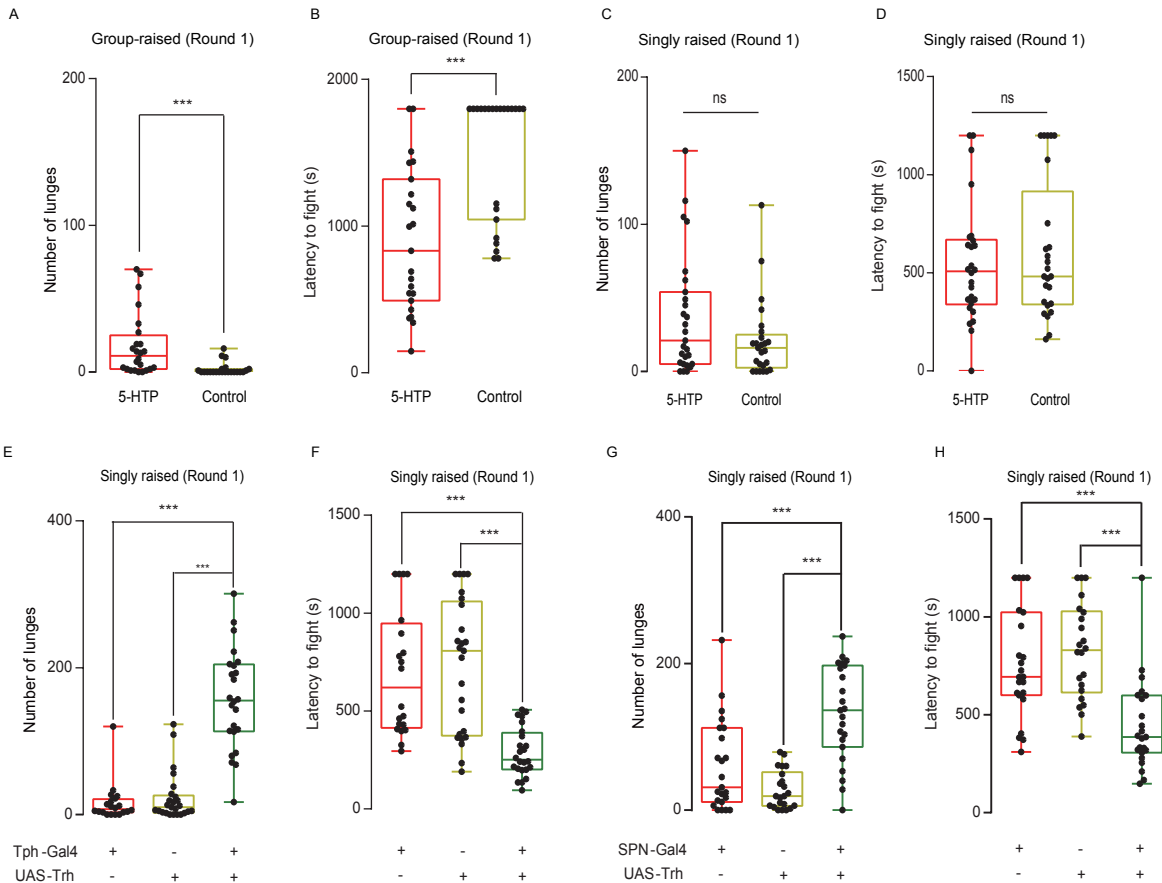 A
Group-raised (Round 1)
Number of lunges
200
100
0
***
5-HTP Control
B
Group-raised (Round 1)
Latency to fight (s)
2000
1000
0
***
5-HTP Control
C
Singly raised (Round 1)
Number of lunges
200
100
0
ns
5-HTP Control
D
Singly raised (Round 1)
Latency to fight (s)
1500
1000
500
0
ns
5-HTP Control
E
Singly raised (Round 1)
Number of lunges
400
200
0
***
***
Tph-Gal4 + - +
UAS-Trh - + +
F
Singly raised (Round 1)
Latency to fight (s)
1500
1000
500
0
***
***
+ - +
- + +
G
Singly raised (Round 1)
Number of lunges
400
200
0
***
***
SPN-Gal4 + - +
UAS-Trh - + +
H
Singly raised (Round 1)
Latency to fight (s)
1500
1000
500
0
***
***
+ - +
- + +